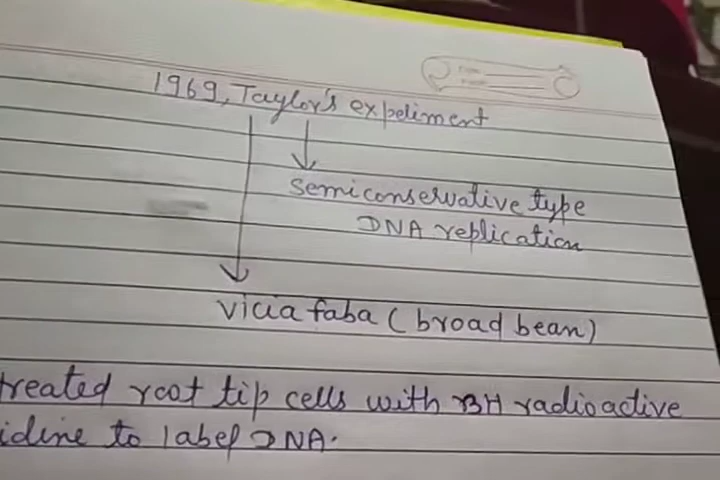 1969, Taylor's expeliment
semiconservative type
DNA replication
vicia faba (broad bean)
treated root tip cells with 3H radioactive
idine to label DNA.